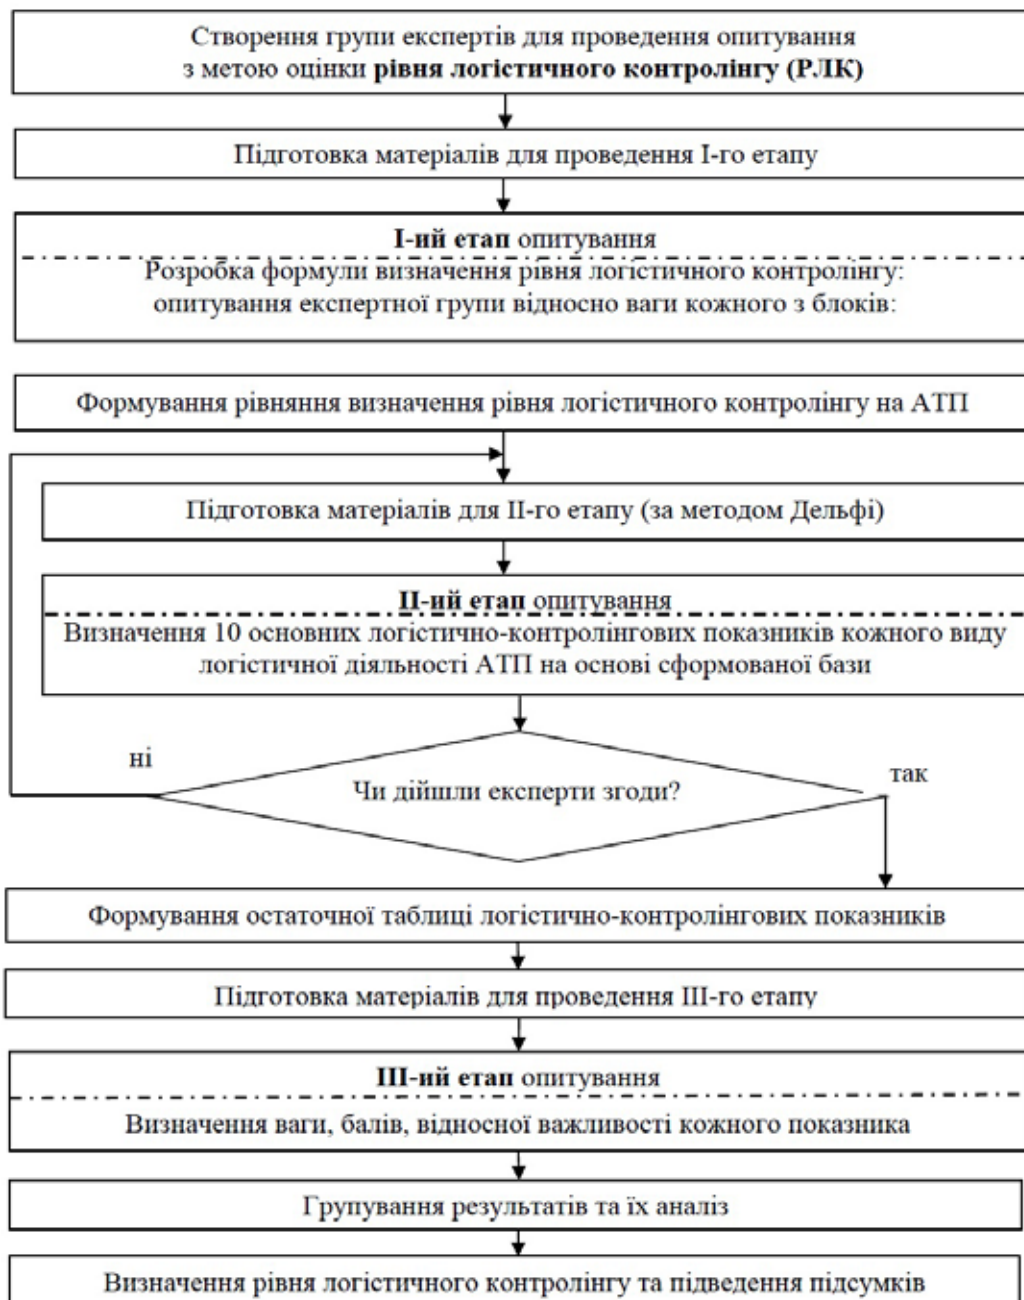 Створення групи експертів для проведення опитування
з метою оцінки рівня логістичного контролінгу (РЛК)
Підготовка матеріалів для проведення І-го етапу
І-ий етап опитування
Розробка формули визначення рівня логістичного контролінгу:
опитування експертної групи відносно ваги кожного з блоків:
Формування рівняння визначення рівня логістичного контролінгу на АТП
Підготовка матеріалів для ІІ-го етапу (за методом Дельфі)
ІІ-ий етап опитування
Визначення 10 основних логістично-контролінгових показників кожного виду
логістичної діяльності АТП на основі сформованої бази
ні
Чи дійшли експерти згоди?
так
Формування остаточної таблиці логістично-контролінгових показників
Підготовка матеріалів для проведення ІІІ-го етапу
ІІІ-ий етап опитування
Визначення ваги, балів, відносної важливості кожного показника
Групування результатів та їх аналіз
Визначення рівня логістичного контролінгу та підведення підсумків